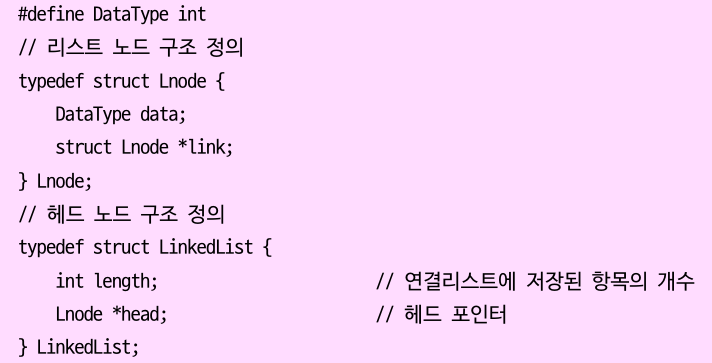 #define DataType int
// 리스트 노드 구조 정의
typedef struct Lnode {
    DataType data;
    struct Lnode *link;
} Lnode;
// 헤드 노드 구조 정의
typedef struct LinkedList {
    int length;                    // 연결리스트에 저장된 항목의 개수
    Lnode *head;                   // 헤드 포인터
} LinkedList;